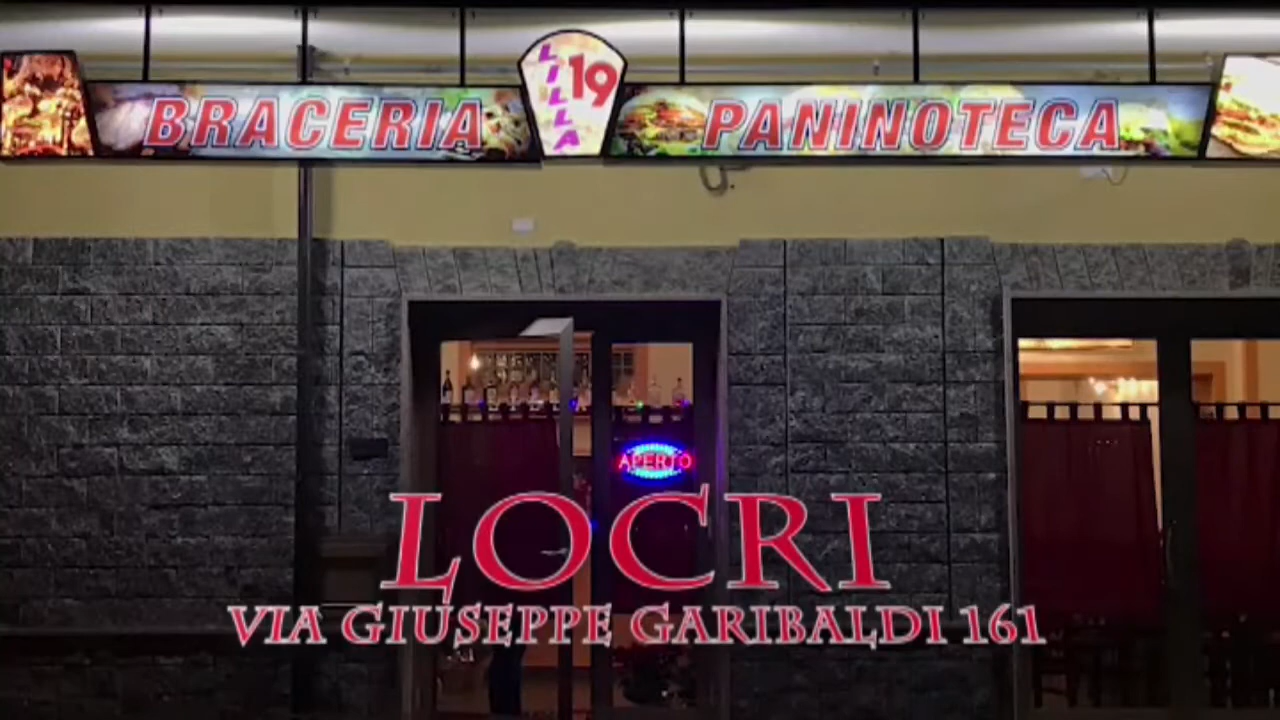 BRACERIA
LILLA
19
PANINOTECA
APERTO
LOCRI
VIA GIUSEPPE GARIBALDI 161